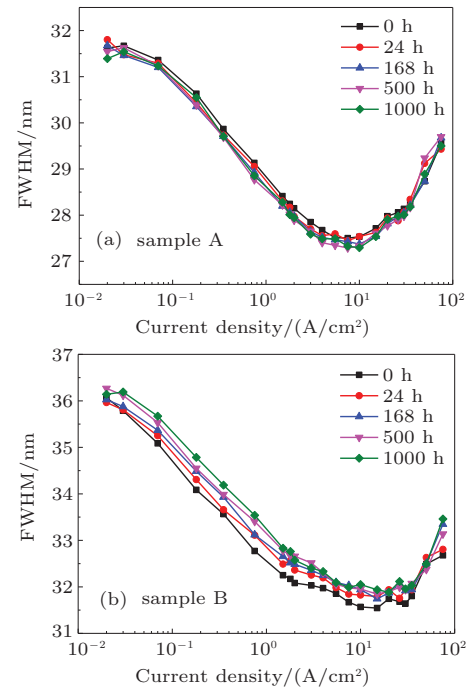 32
31
30
29
28
27
FWHM/nm
0 h
24 h
168 h
500 h
1000 h
(a) sample A
10⁻² 10⁻¹ 10⁰ 10¹ 10²
Current density/(A/cm²)
37
36
35
34
33
32
31
FWHM/nm
0 h
24 h
168 h
500 h
1000 h
(b) sample B
10⁻² 10⁻¹ 10⁰ 10¹ 10²
Current density/(A/cm²)